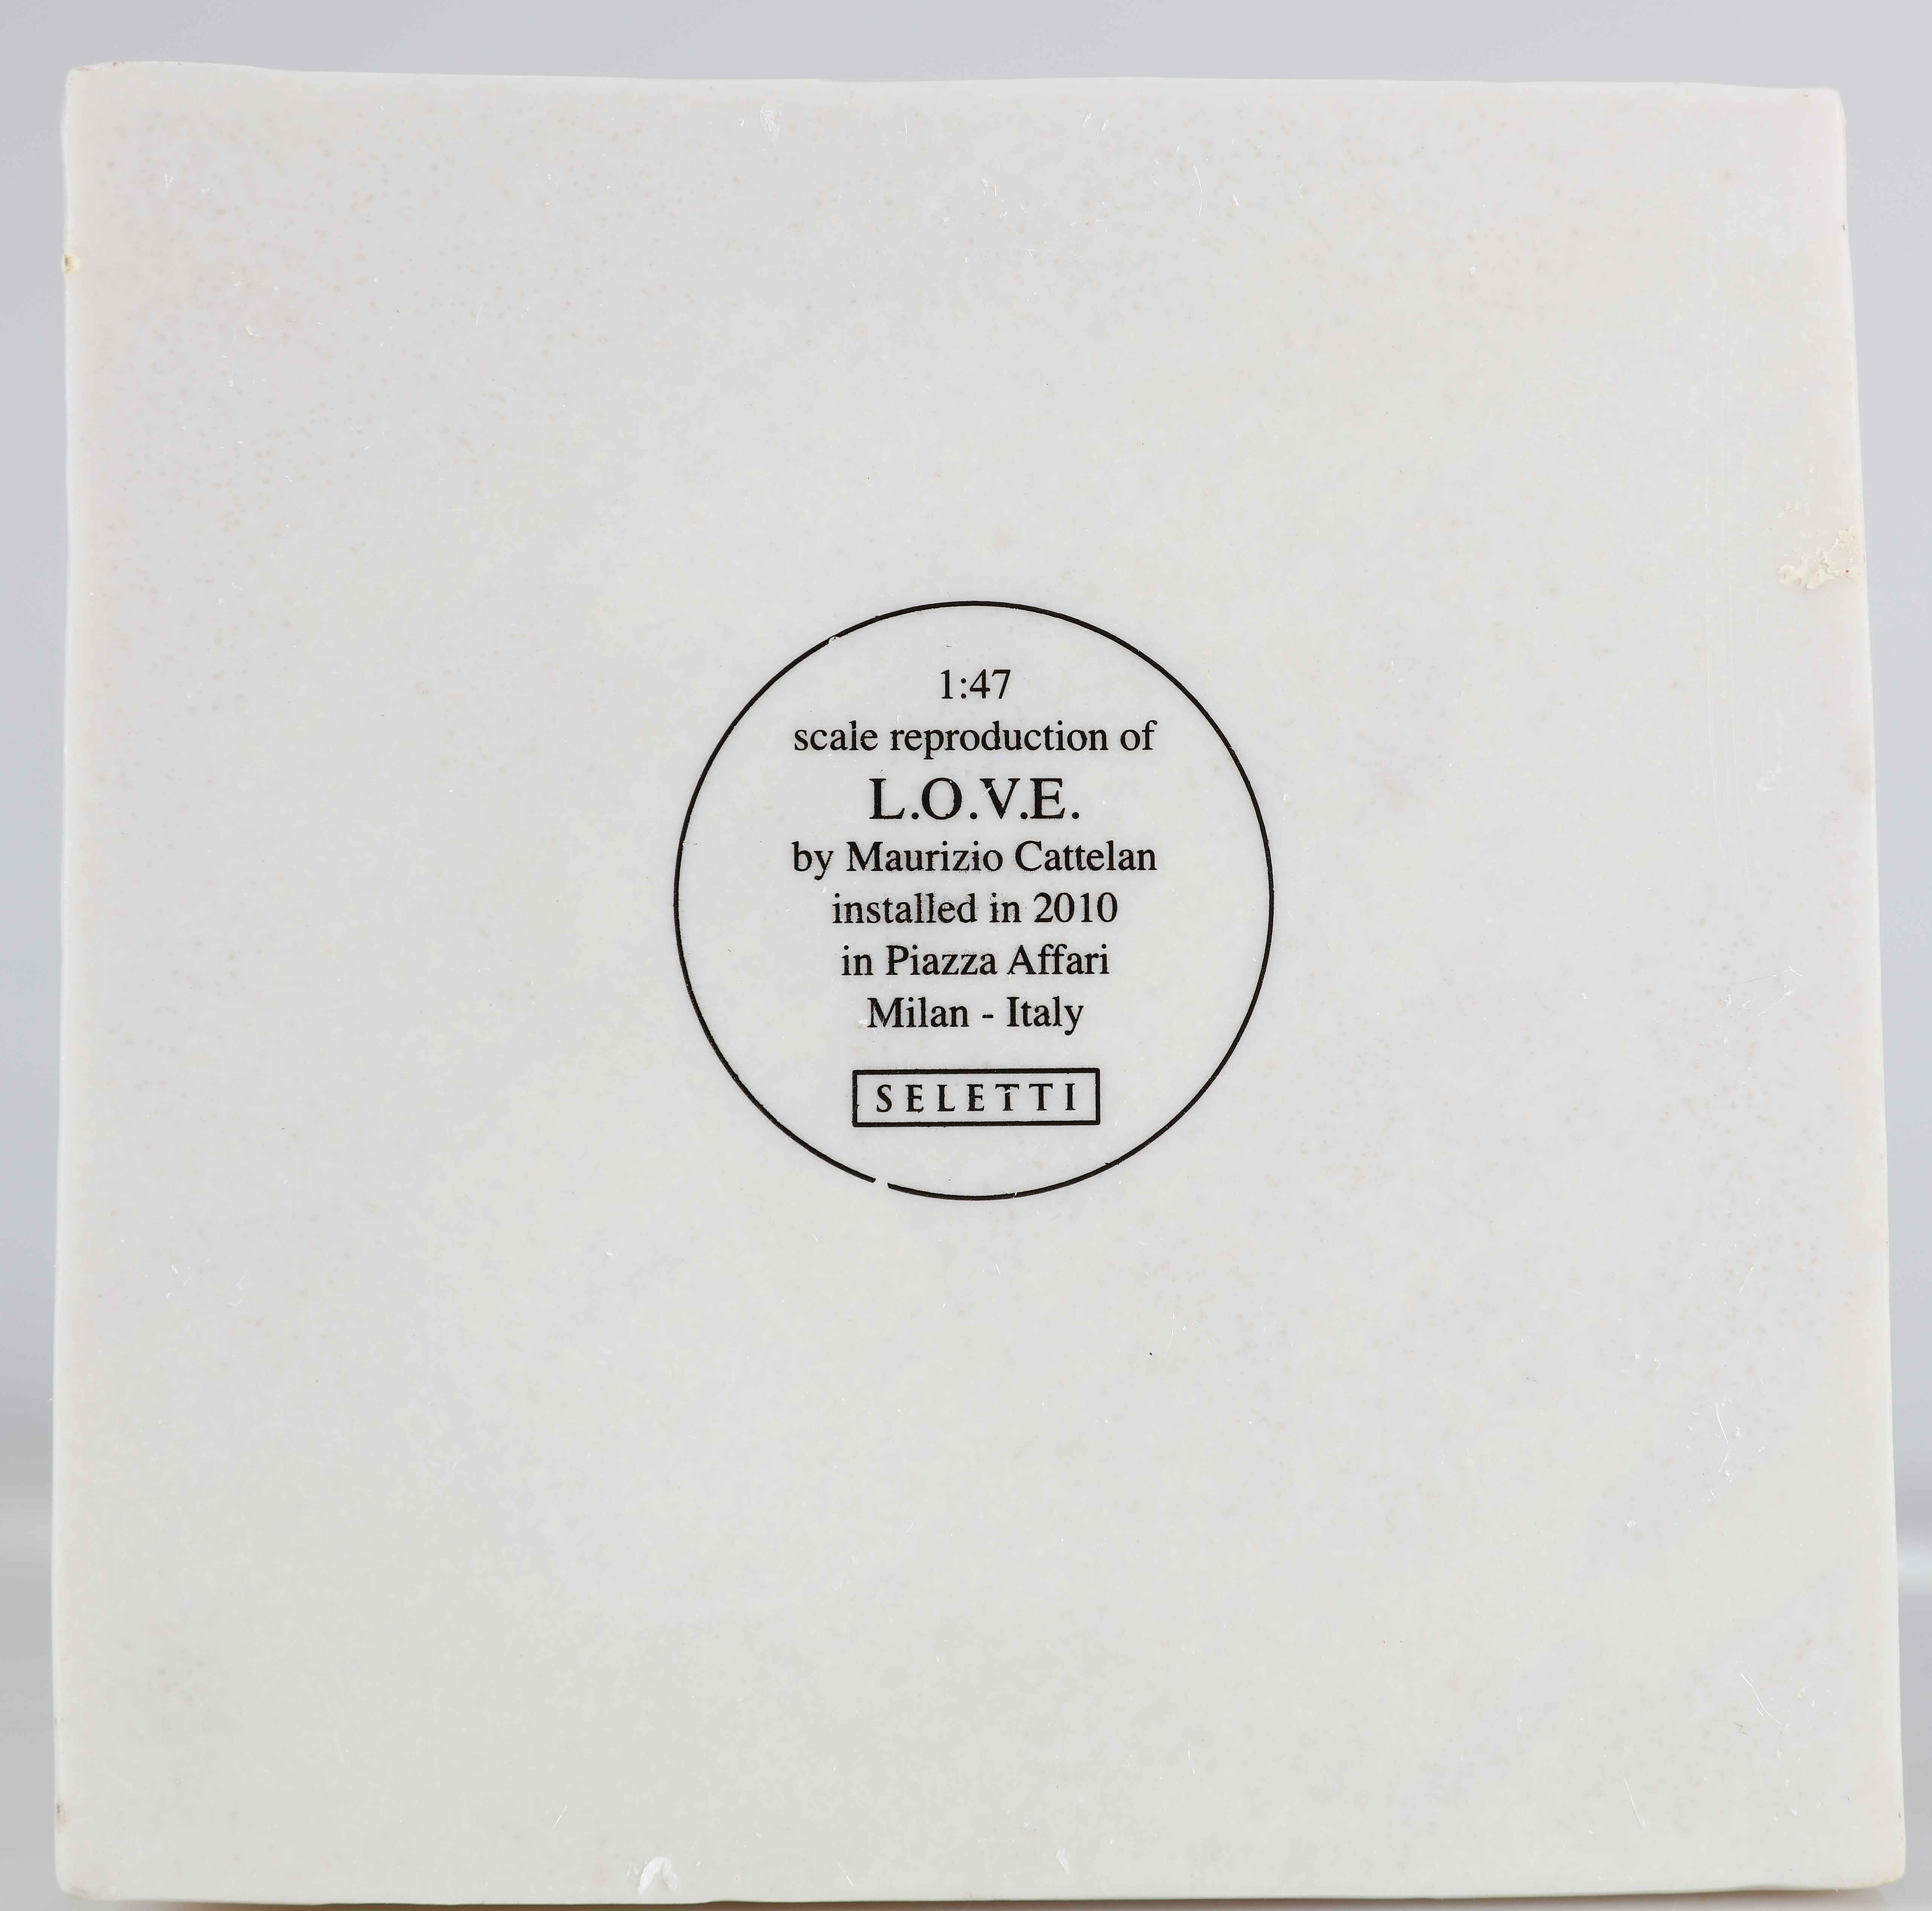 1:47
scale reproduction of
L.O.V.E.
by Maurizio Cattelan
installed in 2010
in Piazza Affari
Milan - Italy
SELETTI